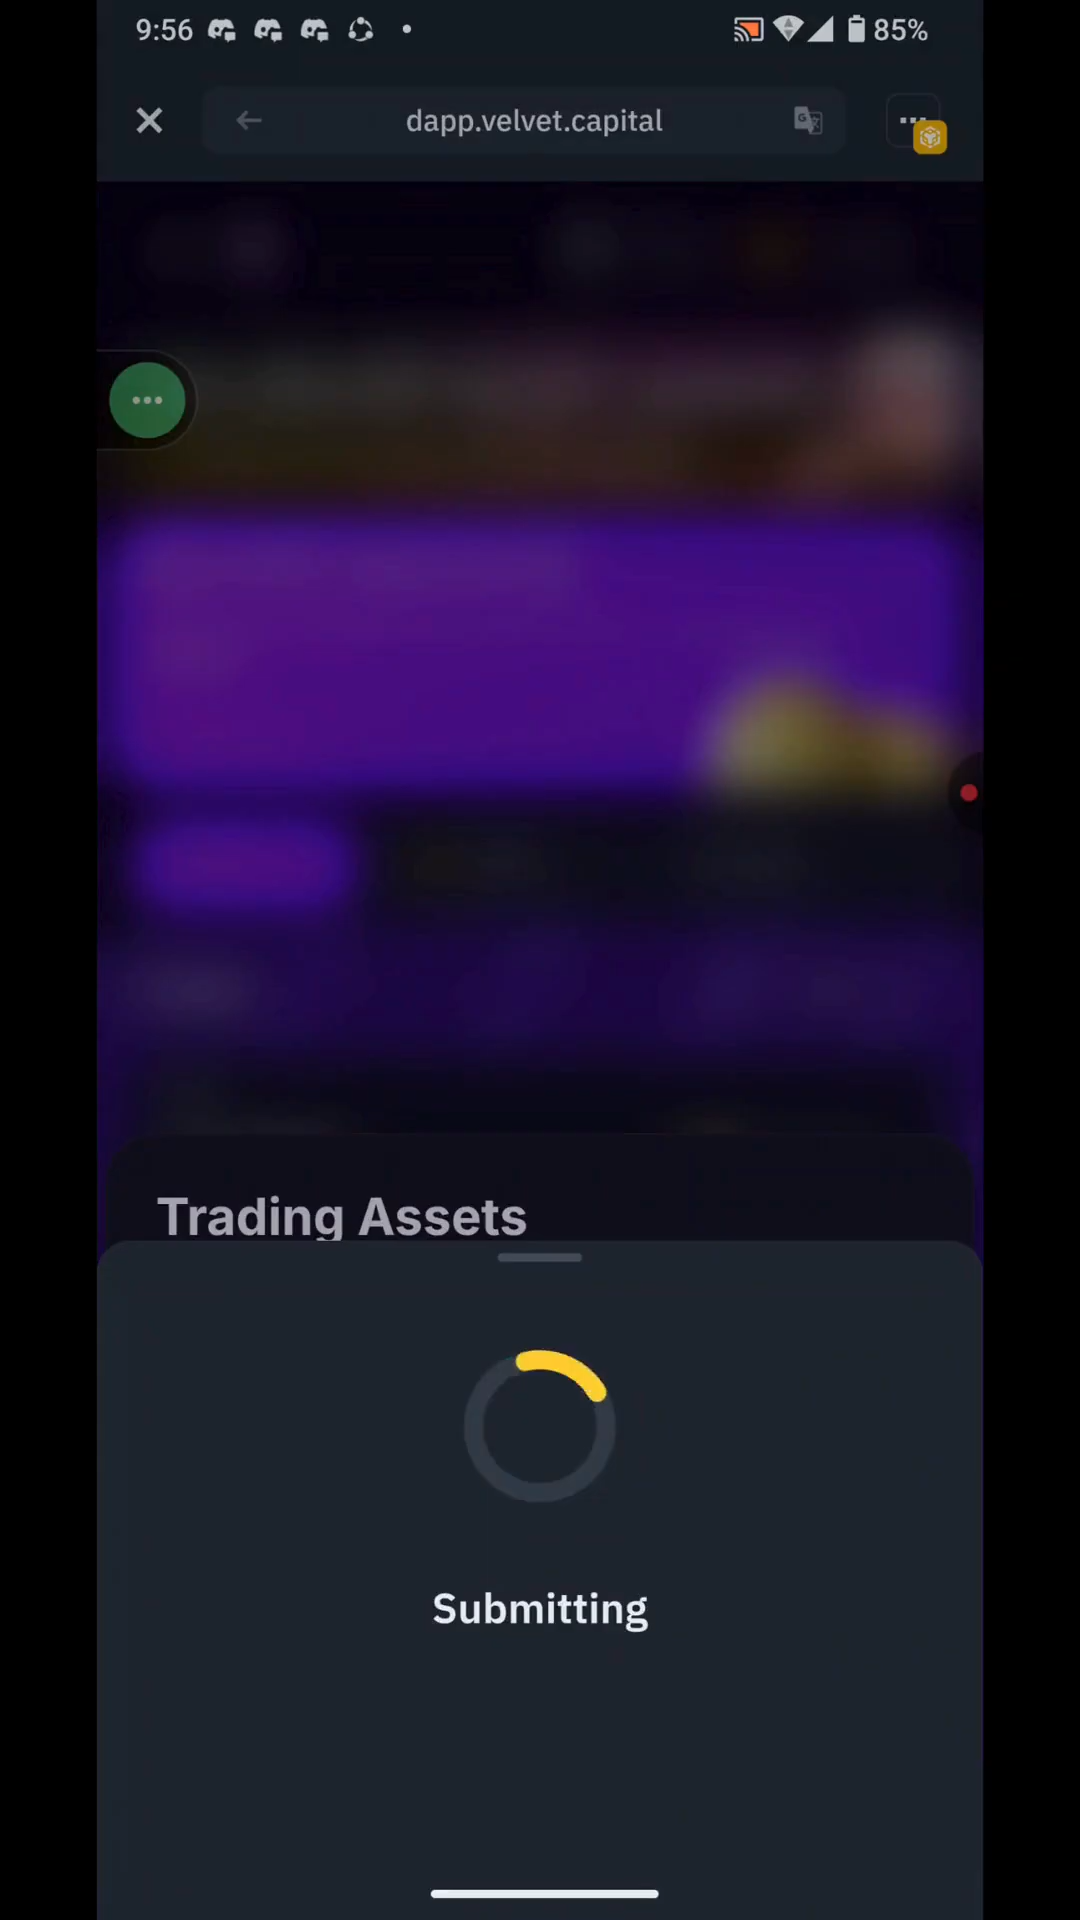 9:56
85%
dapp.velvet.capital
Trading Assets
Submitting